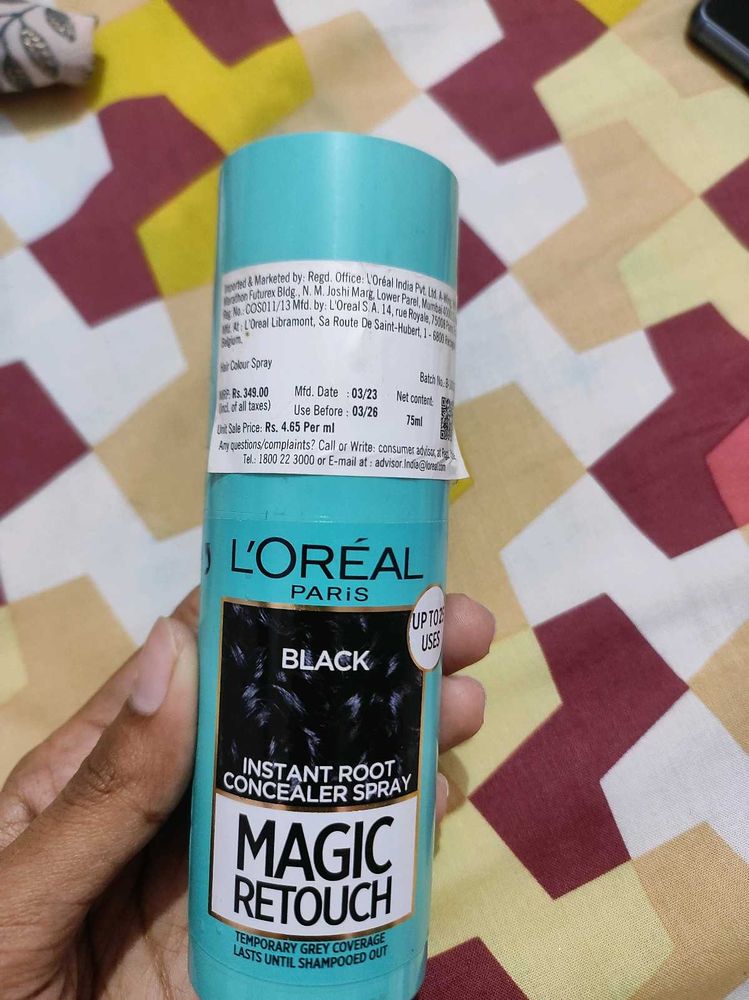 Imported & Marketed by: Regd. Office: L'Oréal India Pvt. Ltd. A-Wing,
Marathon Futurex Bldg., N. M. Joshi Marg, Lower Parel, Mumbai
Reg. No.: COS011/13 Mfd. by: L'Oreal S.A. 14, rue Royale, 75008
Mfd. At : L'Oreal Libramont, Sa Route De Saint-Hubert, 1 - 6800
Belgium.
Hair Colour Spray
Batch No.:
MRP: Rs. 349.00 Mfd. Date : 03/23 Net content:
(incl. of all taxes) Use Before : 03/26 75ml
Unit Sale Price: Rs. 4.65 Per ml
Any questions/complaints? Call or Write: consumer advisor, at
Tel.: 1800 22 3000 or E-mail at : advisor.India@loreal.com
L'ORÉAL
PARiS
UP TO 25
USES
BLACK
INSTANT ROOT
CONCEALER SPRAY
MAGIC
RETOUCH
TEMPORARY GREY COVERAGE
LASTS UNTIL SHAMPOOED OUT